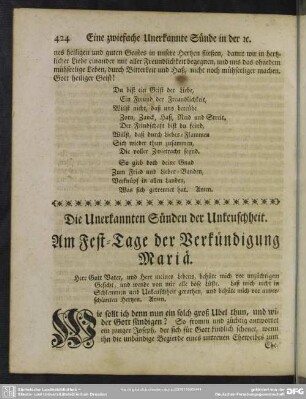 424 Eine zwiefache Unerkannte Sünde in der ꝛc.
nes heiligen und guten Geistes in unsere Hertzen fliessen, damit wir in hertz-
licher Liebe einander mit aller Freundlichkeit begegnen, und uns das ohnedem
mühseelige Leben, durch Bitterkeit und Haß, nicht noch mühseeliger machen.
Gott heiliger Geist!
Du bist ein Geist der Liebe,
Ein Freund der Freundlichkeit,
Willst nicht, daß uns betrübe
Zorn, Zanck, Haß, Neid und Streit,
Der Feindschafft bist du feind,
Willst, daß durch Liebes-Flammen
Sich wieder thun zusammen,
Die voller Zwietracht seynd.
So gieb doch deine Gnad
Zum Fried und Liebes-Banden,
Verknüpf in allen Landen,
Was sich getrennet hat. Amen.
Die Unerkannten Sünden der Unkeuschheit.
Am Fest-Tage der Verkündigung
Mariä.
Herr Gott Vater, und Herr meines Lebens, behüte mich vor unzüchtigen
Gesicht, und wende von mir alle böse Lüste. Laß mich nicht in
Schlemmen und Unkeuschheit gerathen, und behüte mich vor unver-
schämten Hertzen. Amen.
Wie sollt ich denn nun ein solch groß Übel thun, und wi-
der Gott sündigen? So fromm und züchtig antwortet
ein junger Joseph, der sich für Gott kindlich scheuet, wenn
ihn die unbändige Begierde eines untreuen Eheweibes zum
Ehe-